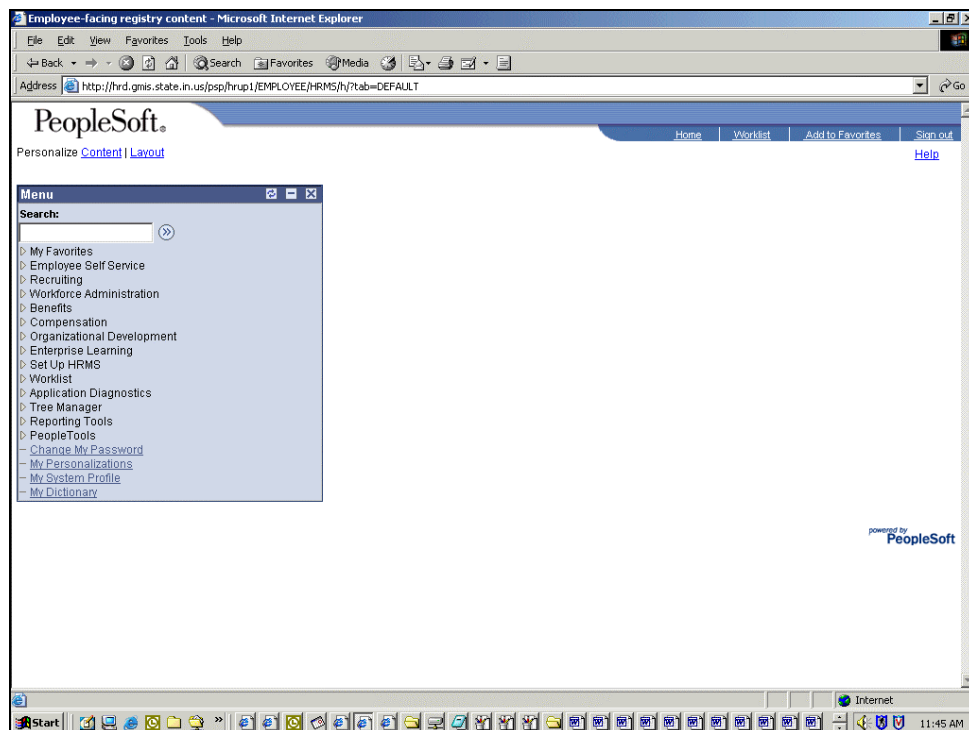 Employee-facing registry content - Microsoft Internet Explorer
File Edit View Favorites Tools Help
Back Search Favorites Media
Address http://hrd.gmis.state.in.us/psp/hrup1/EMPLOYEE/HRMS/h/?tab=DEFAULT Go
PeopleSoft.
Home Worklist Add to Favorites Sign out
Personalize Content | Layout Help
Menu
Search:
My Favorites
Employee Self Service
Recruiting
Workforce Administration
Benefits
Compensation
Organizational Development
Enterprise Learning
Set Up HRMS
Worklist
Application Diagnostics
Tree Manager
Reporting Tools
PeopleTools
Change My Password
My Personalizations
My System Profile
My Dictionary
powered by
PeopleSoft
Internet
Start 11:45 AM